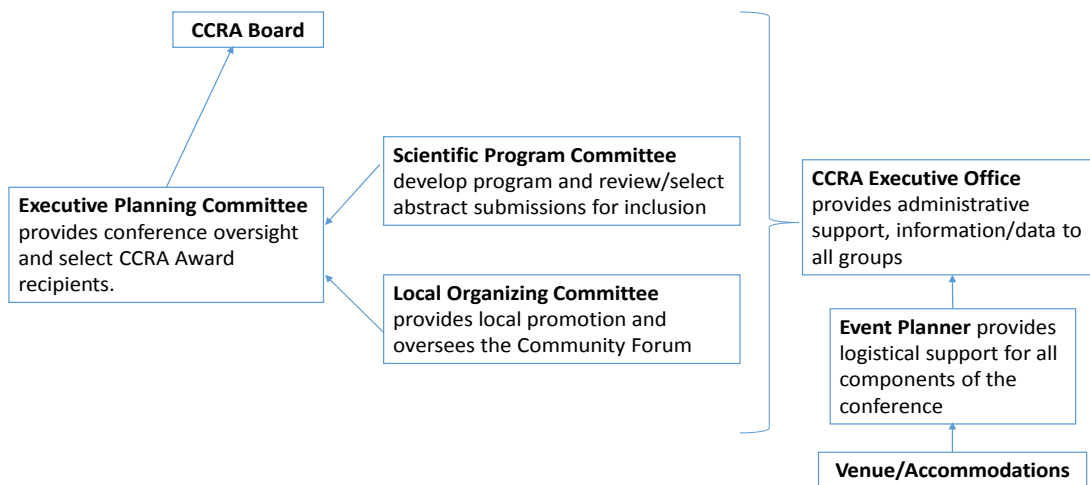 CCRA Board
Scientific Program Committee
develop program and review/select
abstract submissions for inclusion
Executive Planning Committee
provides conference oversight
and select CCRA Award
recipients.
Local Organizing Committee
provides local promotion and
oversees the Community Forum
CCRA Executive Office
provides administrative
support, information/data to
all groups
Event Planner provides
logistical support for all
components of the
conference
Venue/Accommodations